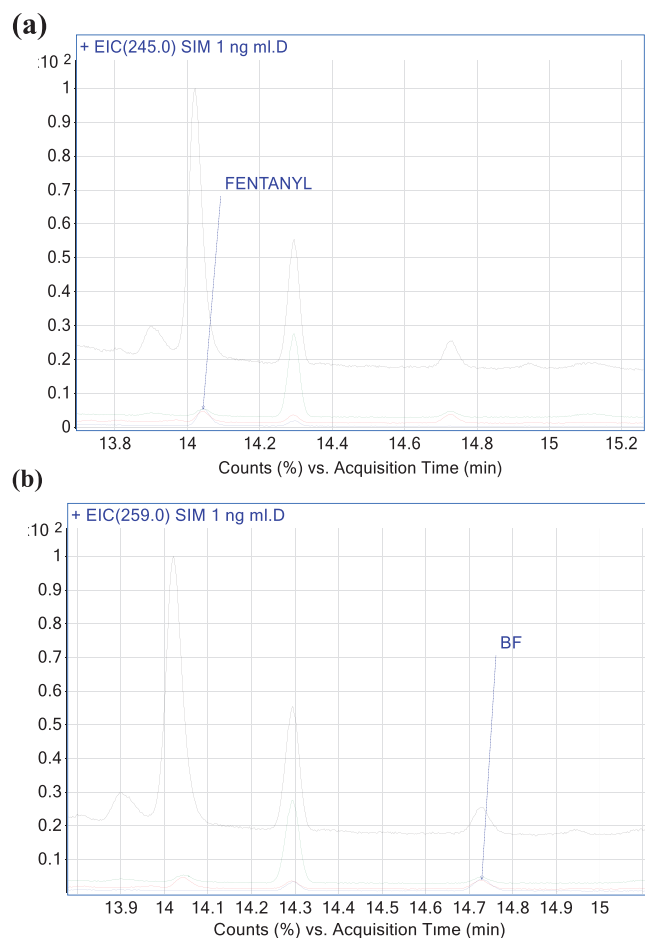 (a)
+ EIC(245.0) SIM 1 ng ml.D
:10 2
1
0.9
0.8
0.7
FENTANYL
0.6
0.5
0.4
0.3
0.2
0.1
0
13.8 14 14.2 14.4 14.6 14.8 15 15.2
Counts (%) vs. Acquisition Time (min)
(b)
+ EIC(259.0) SIM 1 ng ml.D
:10 2
1
0.9
0.8
BF
0.7
0.6
0.5
0.4
0.3
0.2
0.1
13.9 14 14.1 14.2 14.3 14.4 14.5 14.6 14.7 14.8 14.9 15
Counts (%) vs. Acquisition Time (min)